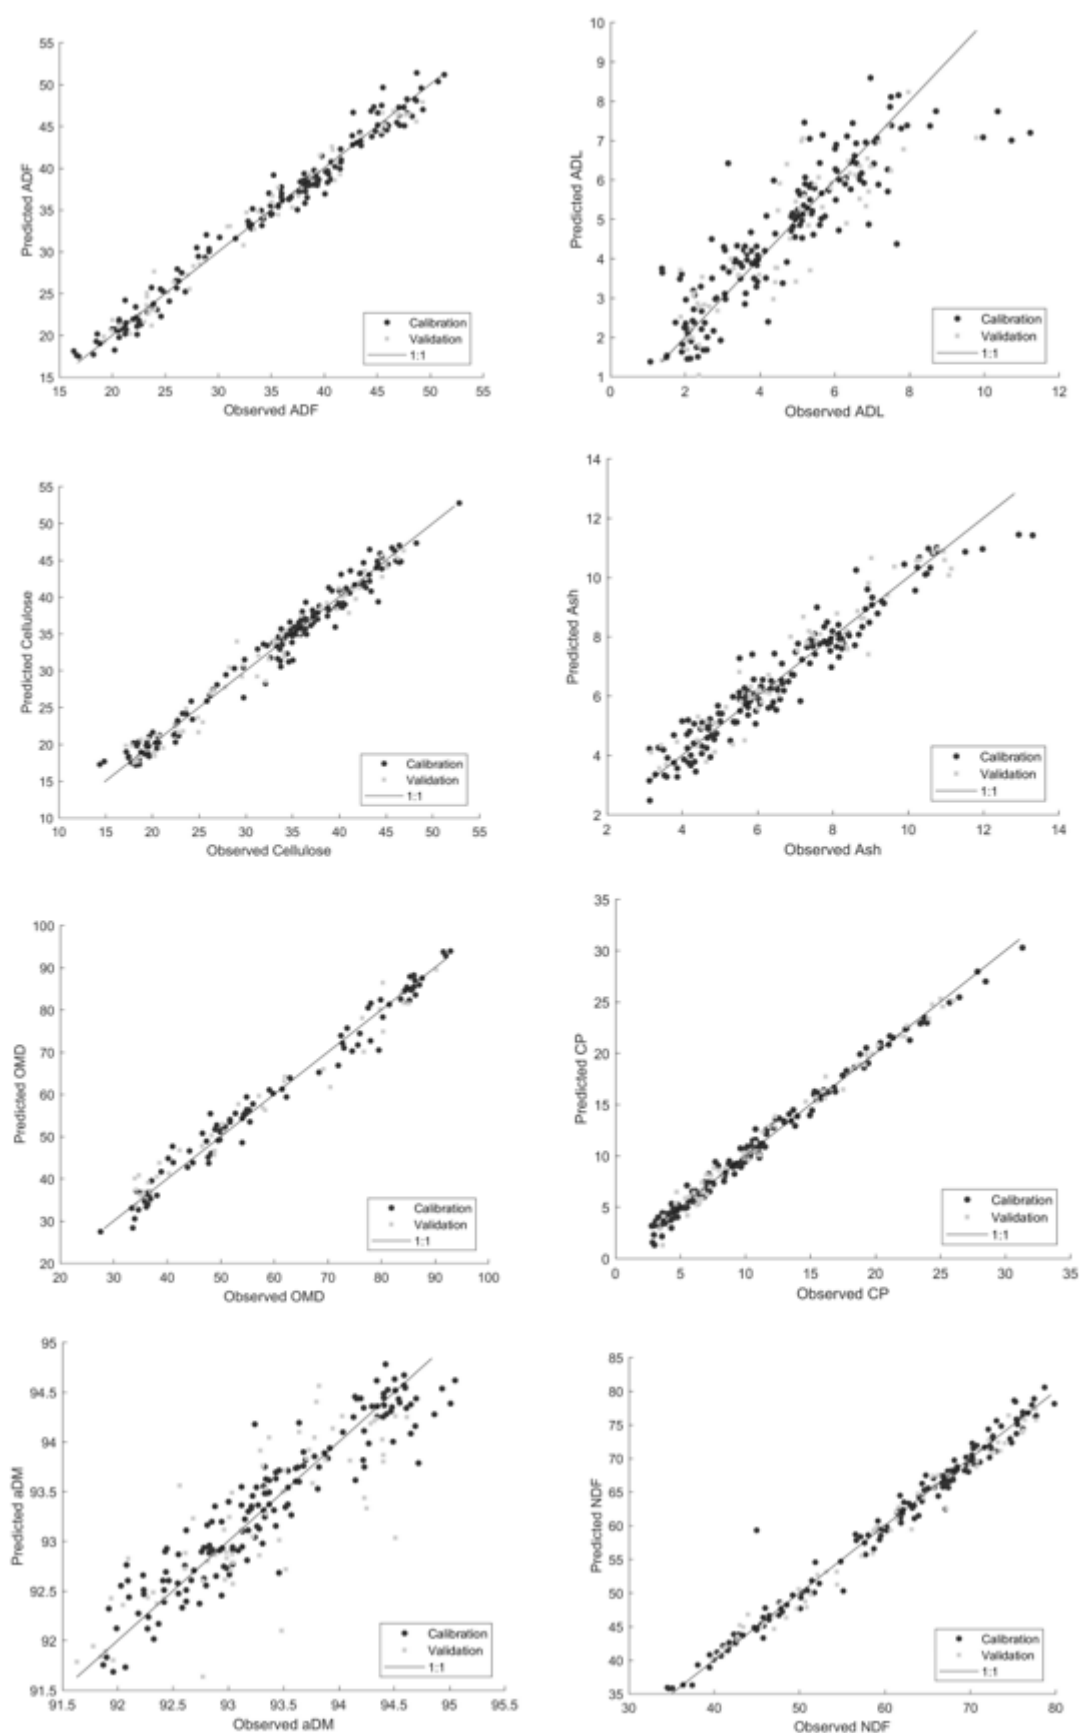 55
50
45
40
35
30
25
20
15
Predicted ADF
15 20 25 30 35 40 45 50 55
Observed ADF
Calibration
Validation
1:1
10
9
8
7
6
5
4
3
2
1
Predicted ADL
0 2 4 6 8 10 12
Observed ADL
Calibration
Validation
1:1
55
50
45
40
35
30
25
20
15
10
Predicted Cellulose
10 15 20 25 30 35 40 45 50 55
Observed Cellulose
Calibration
Validation
1:1
14
12
10
8
6
4
2
Predicted Ash
2 4 6 8 10 12 14
Observed Ash
Calibration
Validation
1:1
100
90
80
70
60
50
40
30
20
Predicted OMD
20 30 40 50 60 70 80 90 100
Observed OMD
Calibration
Validation
1:1
35
30
25
20
15
10
5
0
Predicted CP
0 5 10 15 20 25 30 35
Observed CP
Calibration
Validation
1:1
95
94.5
94
93.5
93
92.5
92
91.5
Predicted aDM
91.5 92 92.5 93 93.5 94 94.5 95 95.5
Observed aDM
Calibration
Validation
1:1
85
80
75
70
65
60
55
50
45
40
35
Predicted NDF
30 40 50 60 70 80
Observed NDF
Calibration
Validation
1:1